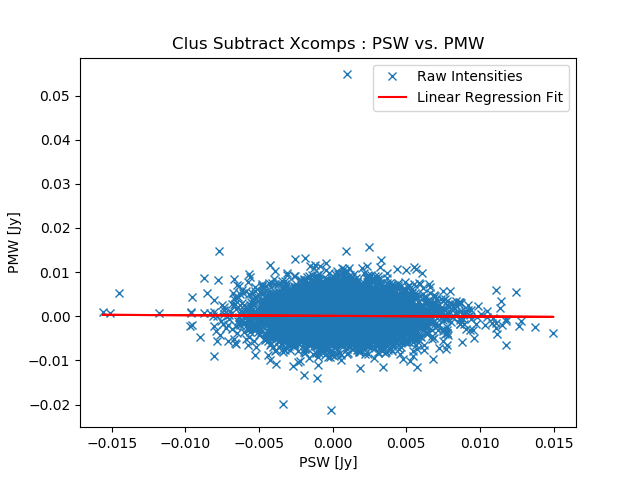 Clus Subtract Xcomps : PSW vs. PMW
Raw Intensities
Linear Regression Fit
PMW [Jy]
0.05
0.04
0.03
0.02
0.01
0.00
−0.01
−0.02
−0.015 −0.010 −0.005 0.000 0.005 0.010 0.015
PSW [Jy]